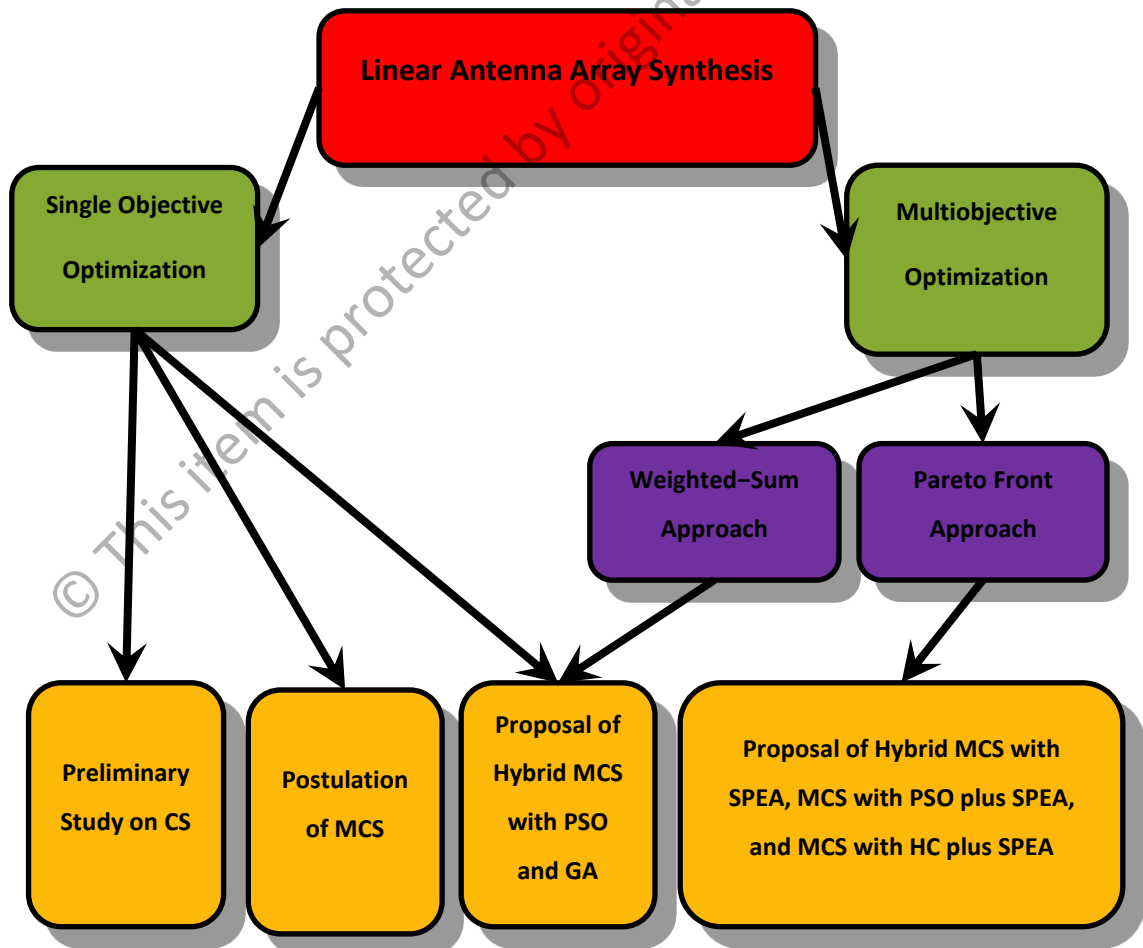 Linear Antenna Array Synthesis
Single Objective
Optimization
Multiobjective
Optimization
Weighted–Sum
Approach
Pareto Front
Approach
Preliminary
Study on CS
Postulation
of MCS
Proposal of
Hybrid MCS
with PSO
and GA
Proposal of Hybrid MCS with
SPEA, MCS with PSO plus SPEA,
and MCS with HC plus SPEA
© This item is protected by origina